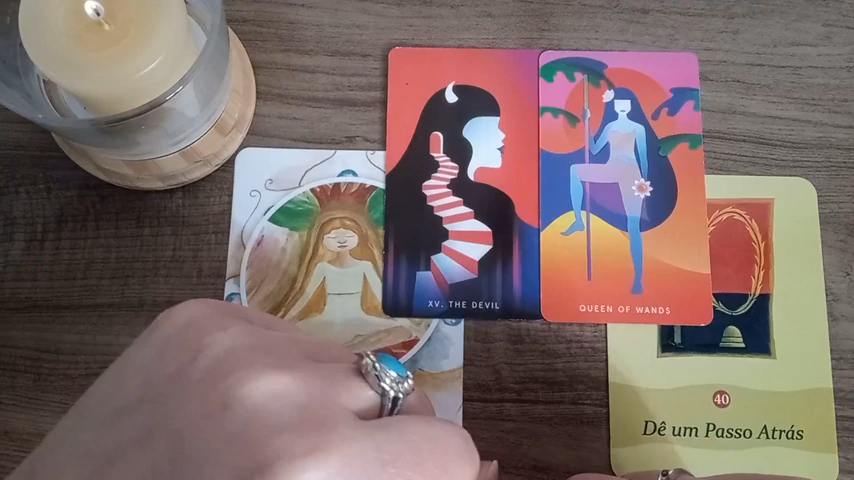 XV. THE DEVIL
QUEEN OF WANDS
40
Dê um Passo Atrás